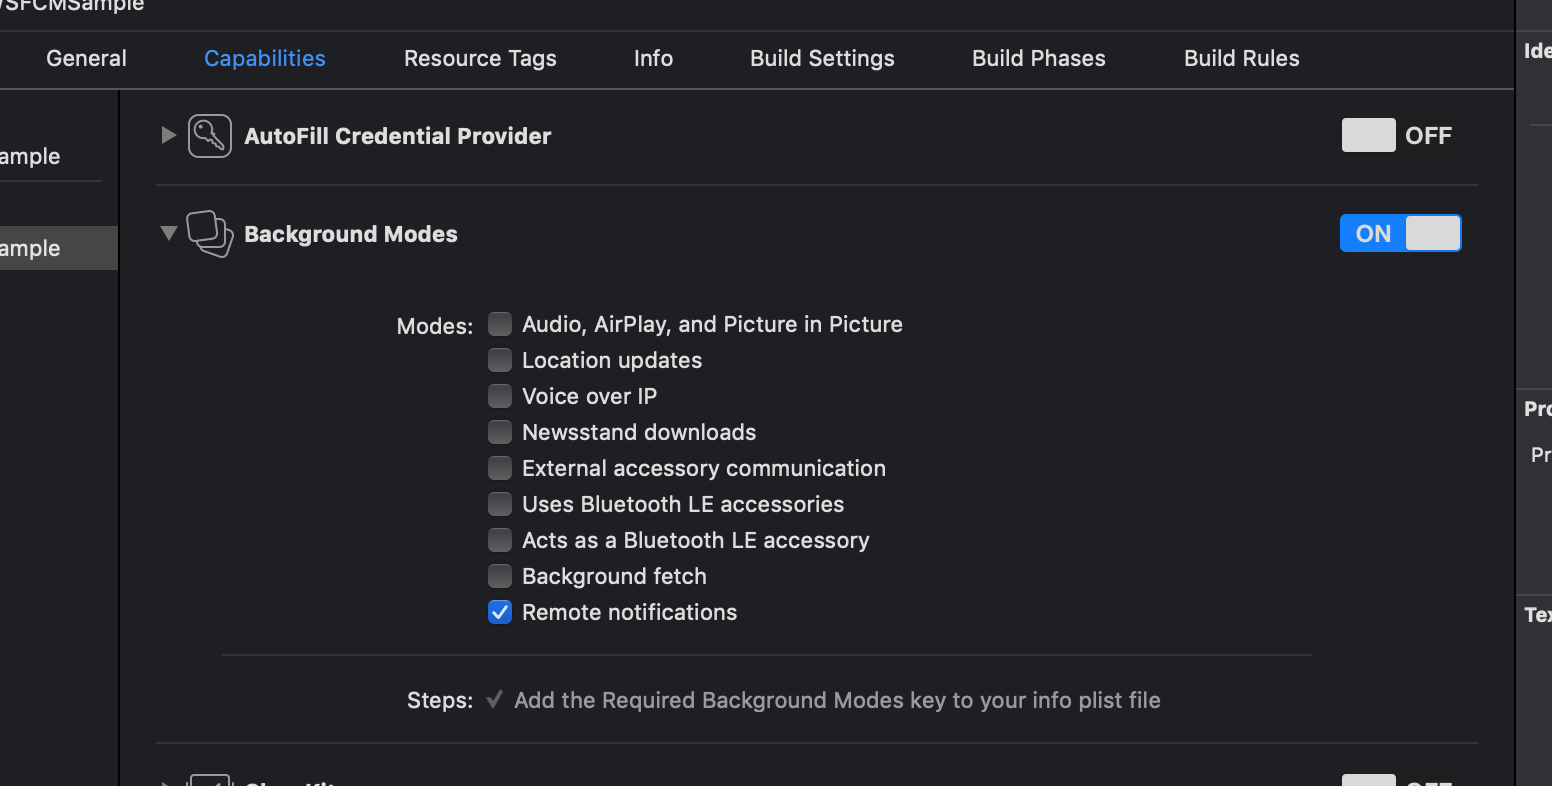 /SFCMSample
General Capabilities Resource Tags Info Build Settings Build Phases Build Rules
Ide
AutoFill Credential Provider OFF
ample
Background Modes ON
ample
Modes: Audio, AirPlay, and Picture in Picture
Location updates
Voice over IP
Pro
Newsstand downloads
Pr
External accessory communication
Uses Bluetooth LE accessories
Acts as a Bluetooth LE accessory
Background fetch
Remote notifications
Tex
Steps: ✓ Add the Required Background Modes key to your info plist file
OFF